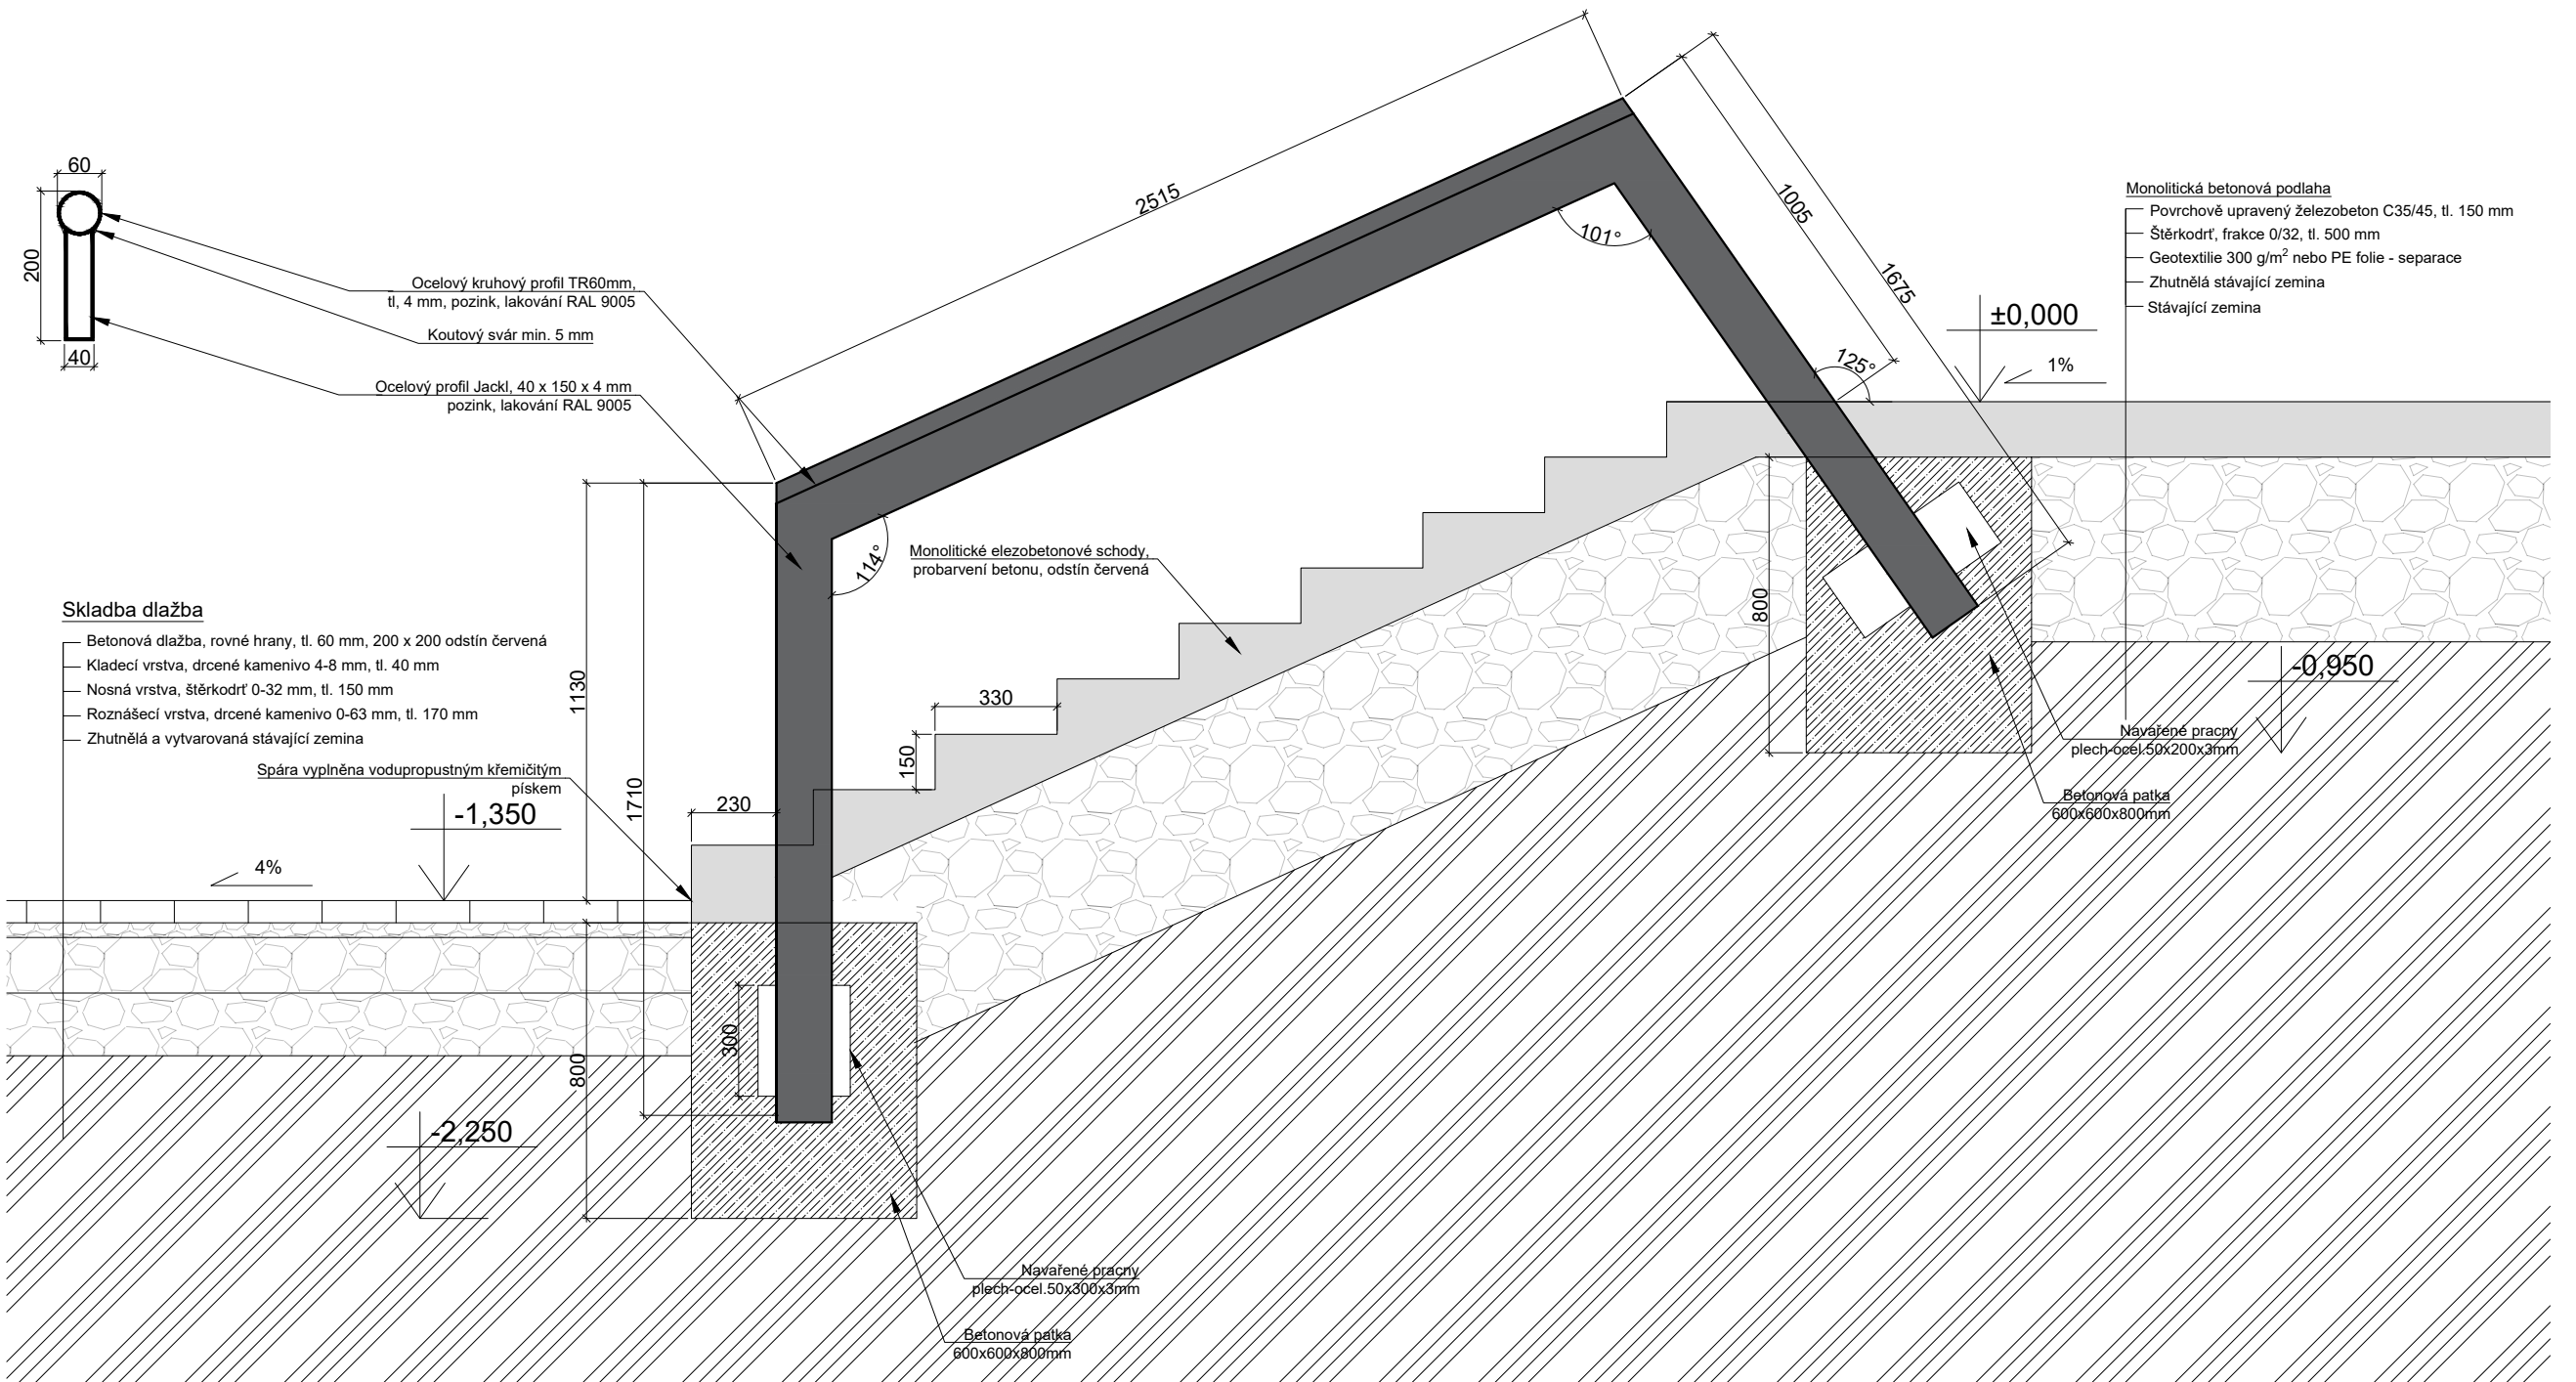 60
200
40
Ocelový kruhový profil TR60mm,
tl, 4 mm, pozink, lakování RAL 9005
Koutový svár min. 5 mm
Ocelový profil Jackl, 40 x 150 x 4 mm
pozink, lakování RAL 9005
2515
1005
1675
101°
125°
114°
Monolitická betonová podlaha
Povrchově upravený železobeton C35/45, tl. 150 mm
Štěrkodrť, frakce 0/32, tl. 500 mm
Geotextilie 300 g/m² nebo PE folie - separace
Zhutnělá stávající zemina
Stávající zemina
±0,000
1%
Monolitické elezobetonové schody,
probarvení betonu, odstín červená
Skladba dlažba
Betonová dlažba, rovné hrany, tl. 60 mm, 200 x 200 odstín červená
Kladecí vrstva, drcené kamenivo 4-8 mm, tl. 40 mm
Nosná vrstva, štěrkodrť 0-32 mm, tl. 150 mm
Roznášecí vrstva, drcené kamenivo 0-63 mm, tl. 170 mm
Zhutnělá a vytvarovaná stávající zemina
Spára vyplněna vodupropustným křemičitým
pískem
-1,350
4%
1130
1710
230
150
330
800
-0,950
Navařené pracny
plech-ocel.50x200x3mm
Betonová patka
600x600x800mm
300
800
-2,250
Navařené pracny
plech-ocel.50x300x3mm
Betonová patka
600x600x800mm